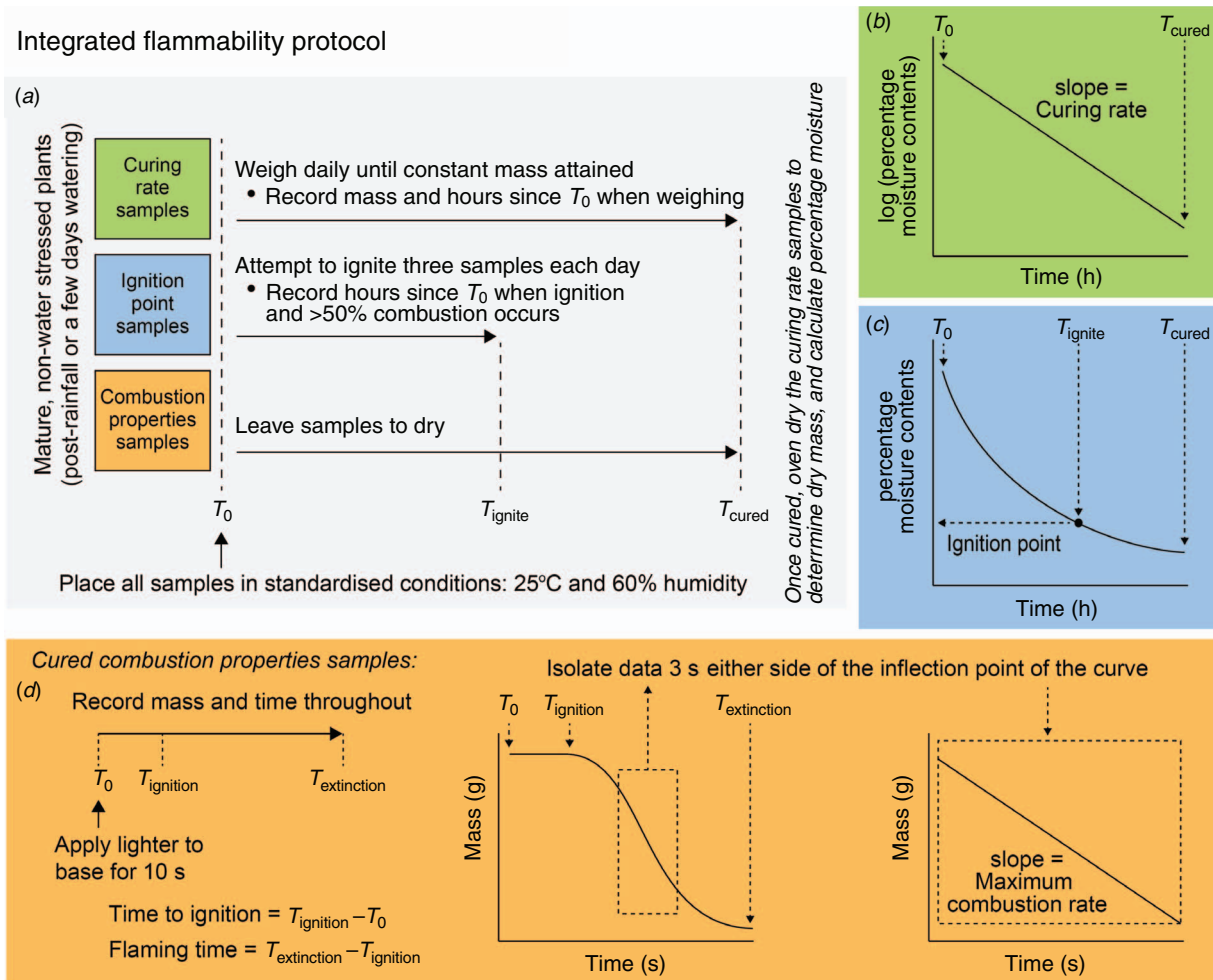 Integrated flammability protocol
(a)
Mature, non-water stressed plants
(post-rainfall or a few days watering)
Curing
rate
samples
Weigh daily until constant mass attained
• Record mass and hours since T0 when weighing
Ignition
point
samples
Attempt to ignite three samples each day
• Record hours since T0 when ignition
and >50% combustion occurs
Combustion
properties
samples
Leave samples to dry
T0
Tignite
Tcured
Place all samples in standardised conditions: 25°C and 60% humidity
Once cured, oven dry the curing rate samples to
determine dry mass, and calculate percentage moisture
(b)
T0
Tcured
log (percentage
moisture contents)
slope =
Curing rate
Time (h)
(c)
T0
Tignite
Tcured
percentage
moisture contents
Ignition point
Time (h)
Cured combustion properties samples:
(d)
Record mass and time throughout
T0
Tignition
Textinction
Apply lighter to
base for 10 s
Time to ignition = Tignition – T0
Flaming time = Textinction – Tignition
Isolate data 3 s either side of the inflection point of the curve
T0
Tignition
Textinction
Mass (g)
Time (s)
Mass (g)
slope =
Maximum
combustion rate
Time (s)